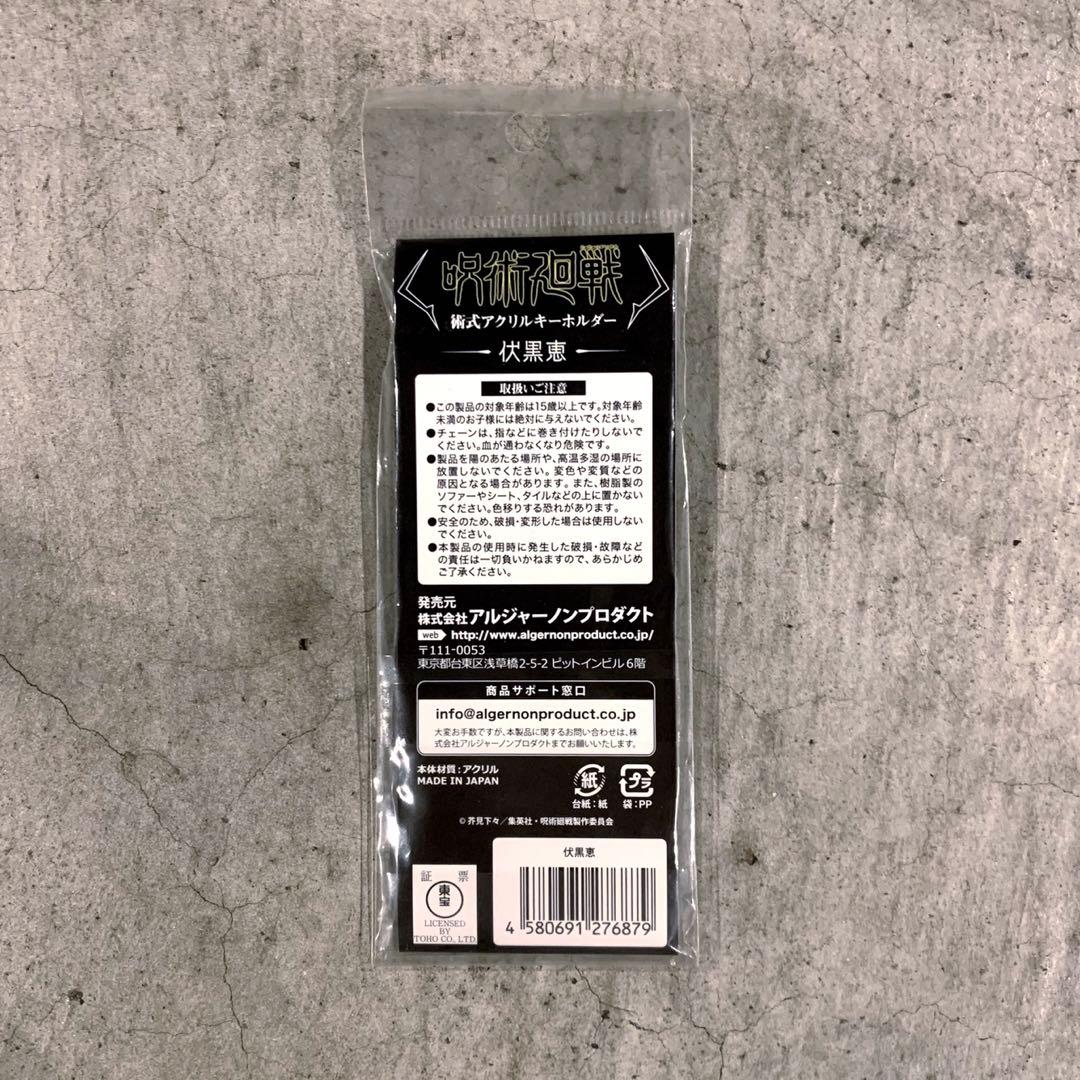 呪術廻戦
術式アクリルキーホルダー
伏黒恵
取扱いご注意
●この製品の対象年齢は15歳以上です。対象年齢
未満のお子様には絶対に与えないでください。
●チェーンは、指などに巻き付けたりしないで
ください。血が通わなくなり危険です。
●製品を陽のあたる場所や、高温多湿の場所に
放置しないでください。変色や変質などの
原因となる場合があります。また、樹脂製の
ソファーやシート、タイルなどの上に置かない
でください。色移りする恐れがあります。
●安全のため、破損・変形した場合は使用しない
でください。
●本製品の使用時に発生した破損・故障など
の責任は一切負いかねますので、あらかじめ
ご了承ください。
発売元
株式会社アルジャーノンプロダクト
web http://www.algernonproduct.co.jp/
〒111-0053
東京都台東区浅草橋2-5-2 ピットインビル6階
商品サポート窓口
info@algernonproduct.co.jp
大変お手数ですが、本製品に関するお問い合わせは、株
式会社アルジャーノンプロダクトまでお願いいたします。
本体材質：アクリル
MADE IN JAPAN
紙
台紙：紙
プラ
袋：PP
©芥見下々／集英社・呪術廻戦製作委員会
伏黒恵
4 580691 276879
証 票
東宝
LICENSED
BY
TOHO CO., LTD.